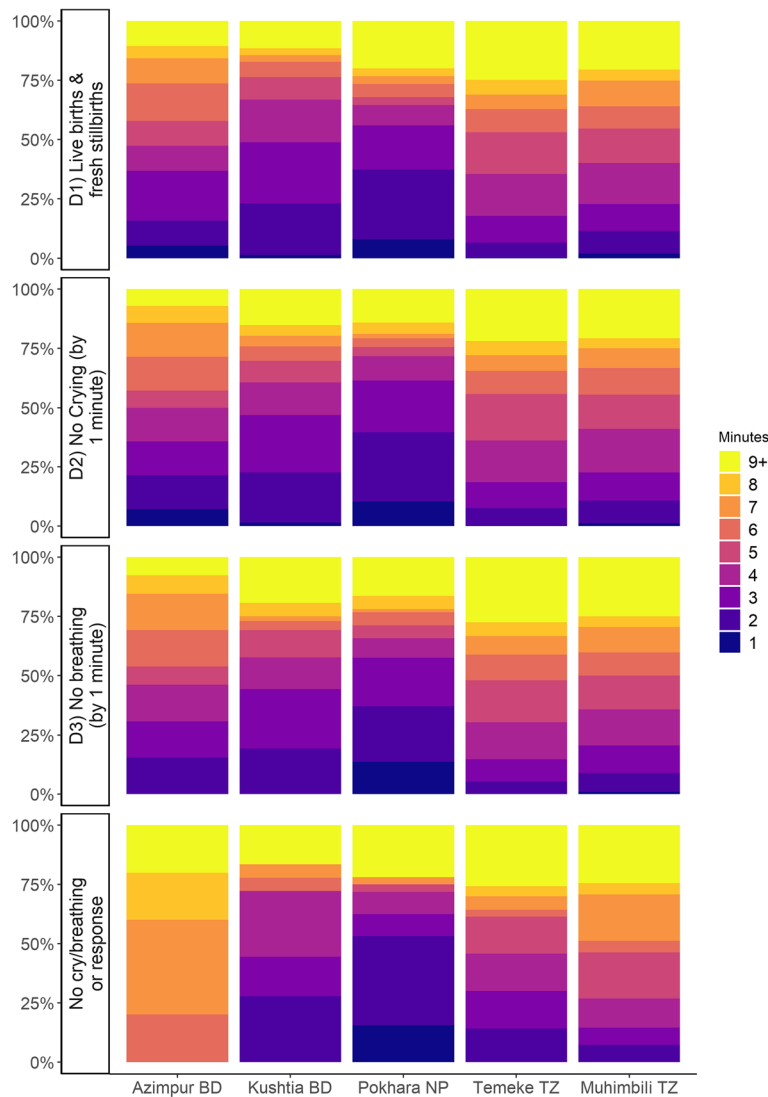 100%
75%
50%
25%
0%
D1) Live births &
fresh stillbirths
100%
75%
50%
25%
0%
D2) No Crying (by
1 minute)
100%
75%
50%
25%
0%
D3) No breathing
(by 1 minute)
100%
75%
50%
25%
0%
No cry/breathing
or response
Azimpur BD Kushtia BD Pokhara NP Temeke TZ Muhimbili TZ
Minutes
9+
8
7
6
5
4
3
2
1